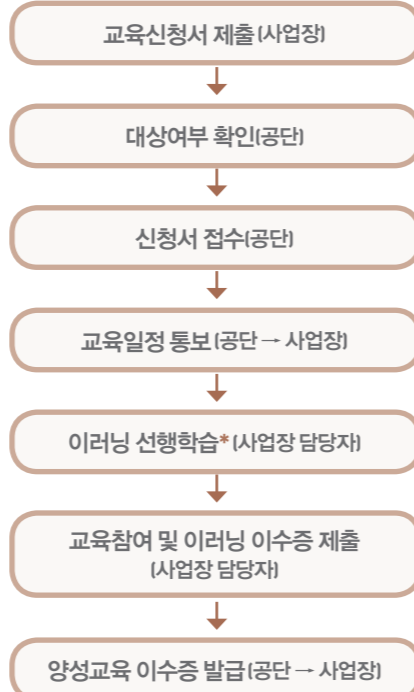 교육신청서 제출(사업장)
대상여부 확인(공단)
신청서 접수(공단)
교육일정 통보(공단 → 사업장)
이러닝 선행학습* (사업장 담당자)
교육참여 및 이러닝 이수증 제출
(사업장 담당자)
양성교육 이수증 발급(공단 → 사업장)